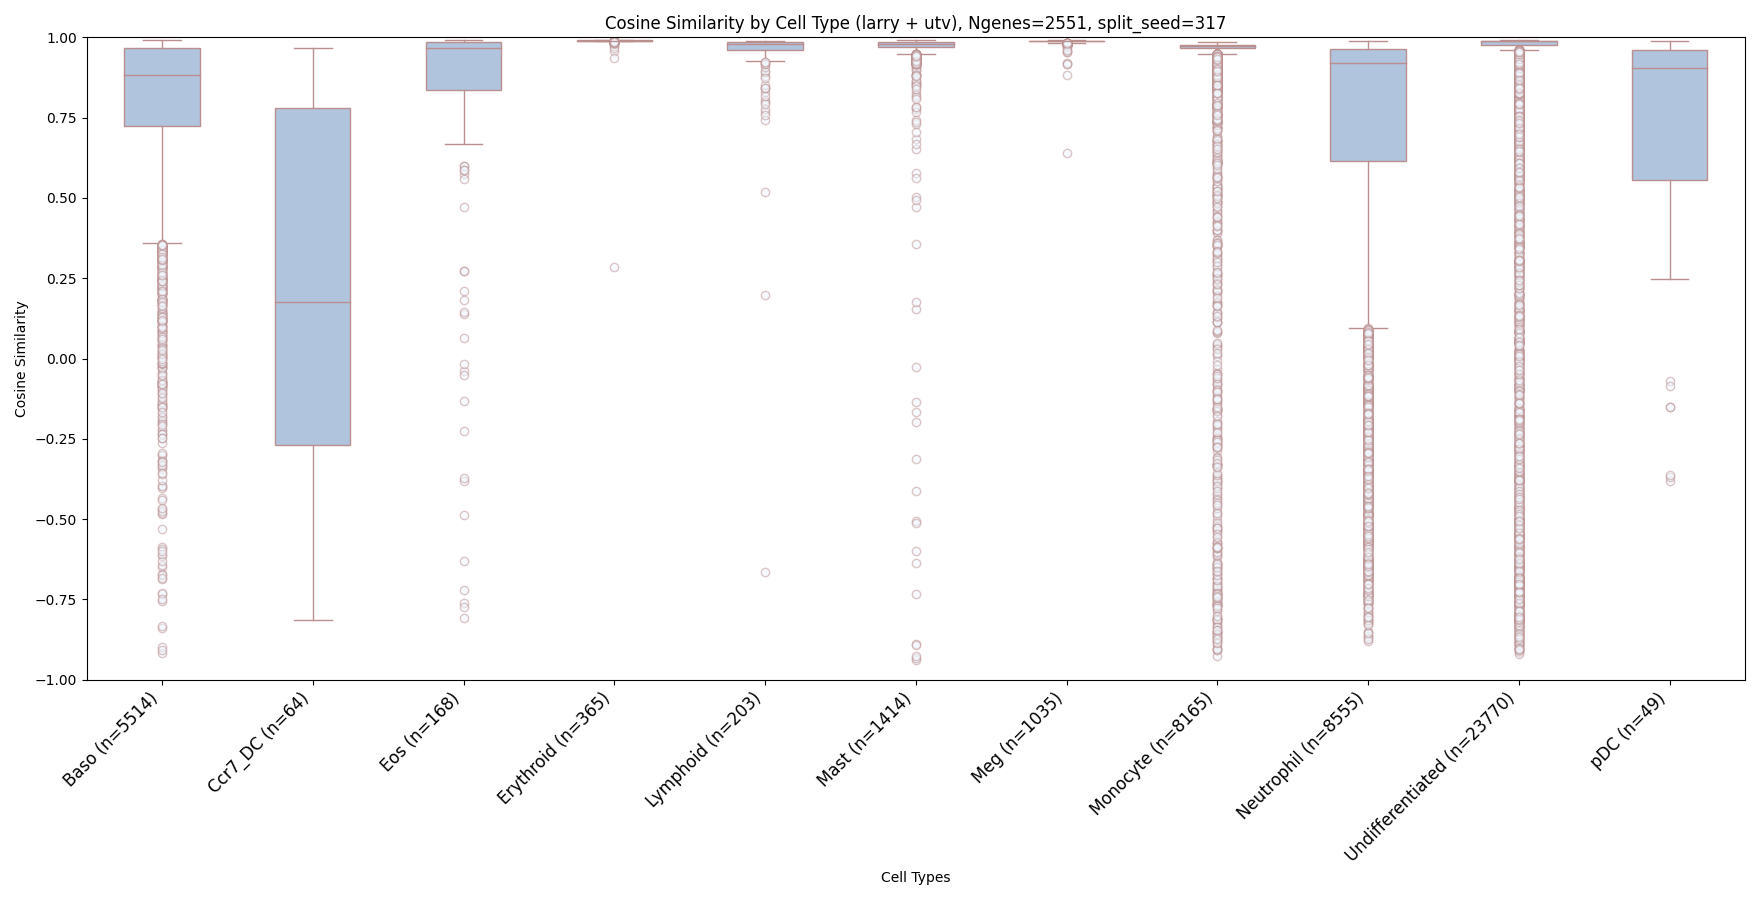 Cosine Similarity by Cell Type (larry + utv), Ngenes=2551, split_seed=317
1.00
0.75
0.50
0.25
0.00
−0.25
−0.50
−0.75
−1.00
Cosine Similarity
Baso (n=5514)
Ccr7_DC (n=64)
Eos (n=168)
Erythroid (n=365)
Lymphoid (n=203)
Mast (n=1414)
Meg (n=1035)
Monocyte (n=8165)
Neutrophil (n=8555)
Undifferentiated (n=23770)
pDC (n=49)
Cell Types